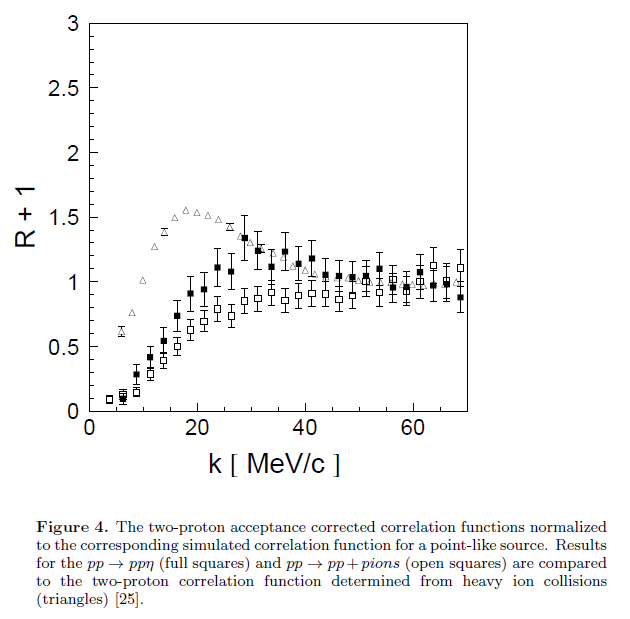 3
2.5
2
1.5
1
0.5
0
R + 1
0 20 40 60
k [ MeV/c ]
Figure 4. The two-proton acceptance corrected correlation functions normalized
to the corresponding simulated correlation function for a point-like source. Results
for the pp → ppη (full squares) and pp → pp + pions (open squares) are compared
to the two-proton correlation function determined from heavy ion collisions
(triangles) [25].